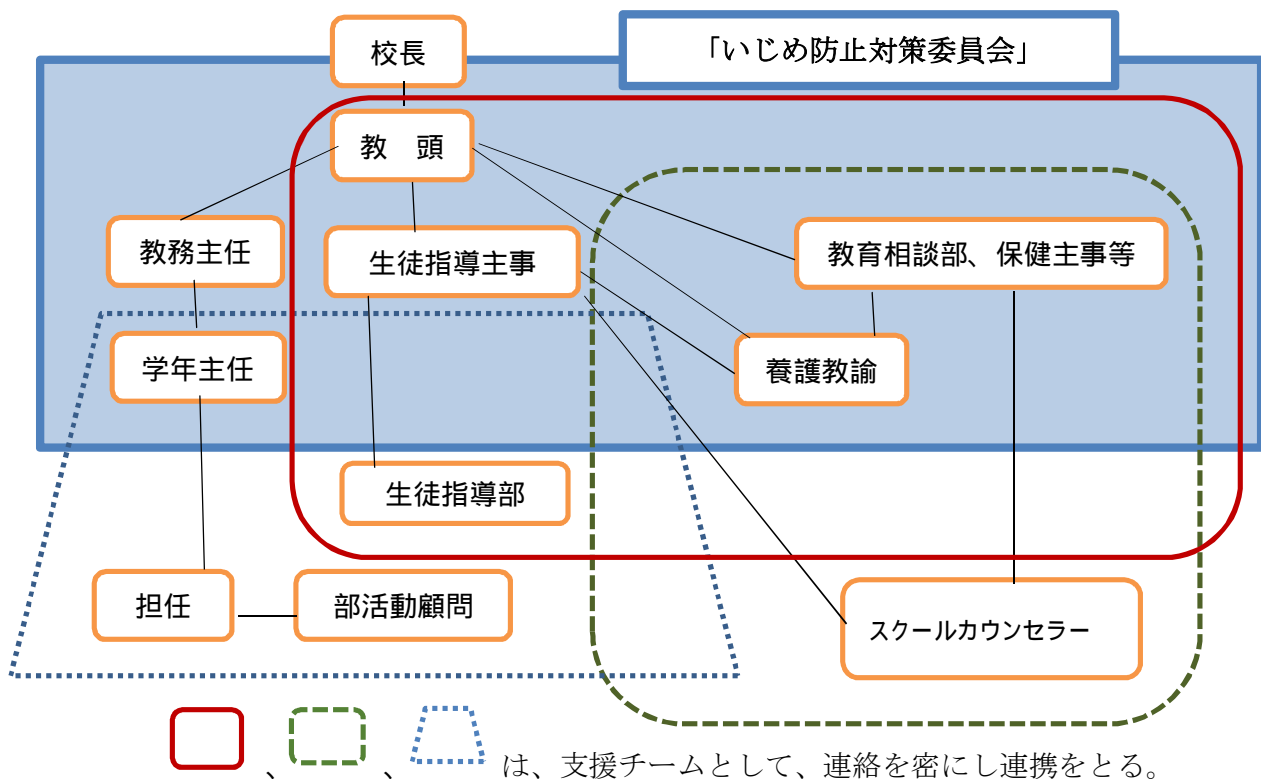 校長
「いじめ防止対策委員会」
教 頭
教務主任
生徒指導主事
教育相談部、保健主事等
学年主任
養護教諭
生徒指導部
担任
部活動顧問
スクールカウンセラー
、 、 は、支援チームとして、連絡を密にし連携をとる。